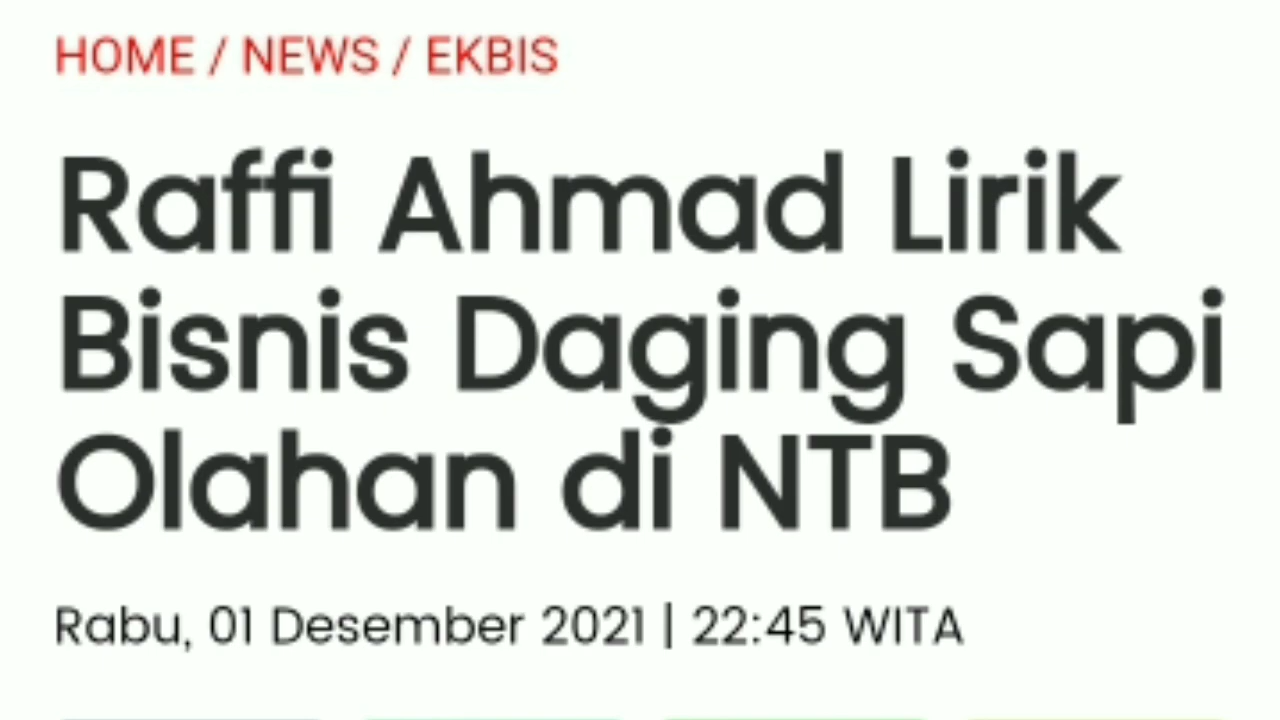 HOME / NEWS / EKBIS
Raffi Ahmad Lirik
Bisnis Daging Sapi
Olahan di NTB
Rabu, 01 Desember 2021 | 22:45 WITA